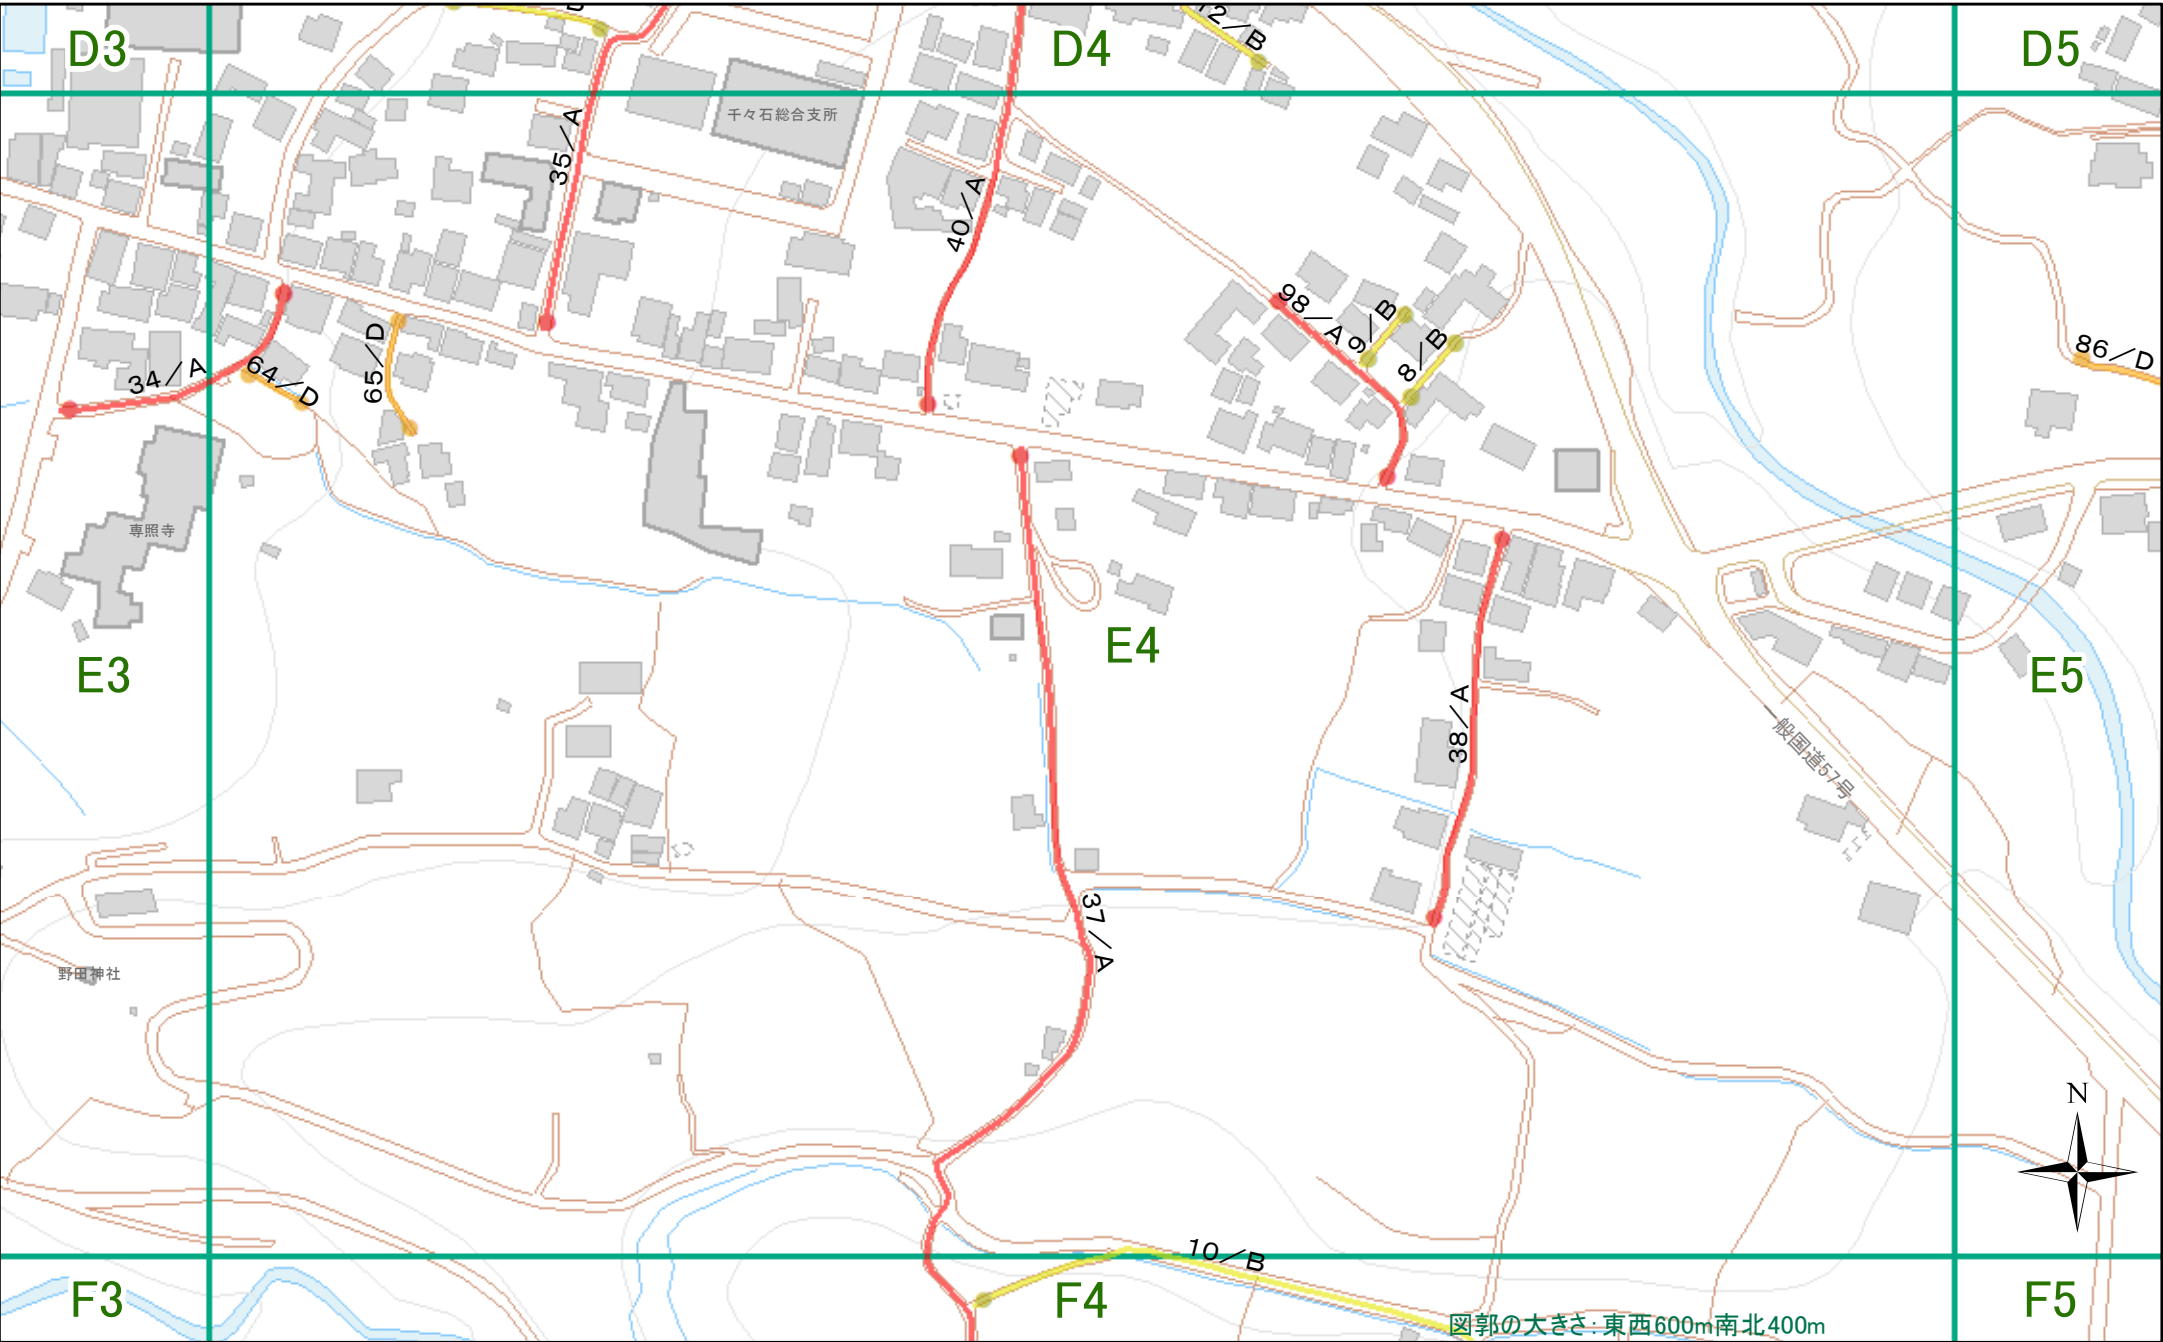 D3
D4
D5
12/B
35/A
千々石総合支所
40/A
98/A
9/B
8/B
86/D
34/A
64/D
65/D
専照寺
E3
E4
E5
38/A
一般国道57号
37/A
野田神社
N
10/B
F3
F4
F5
図郭の大きさ：東西600m南北400m